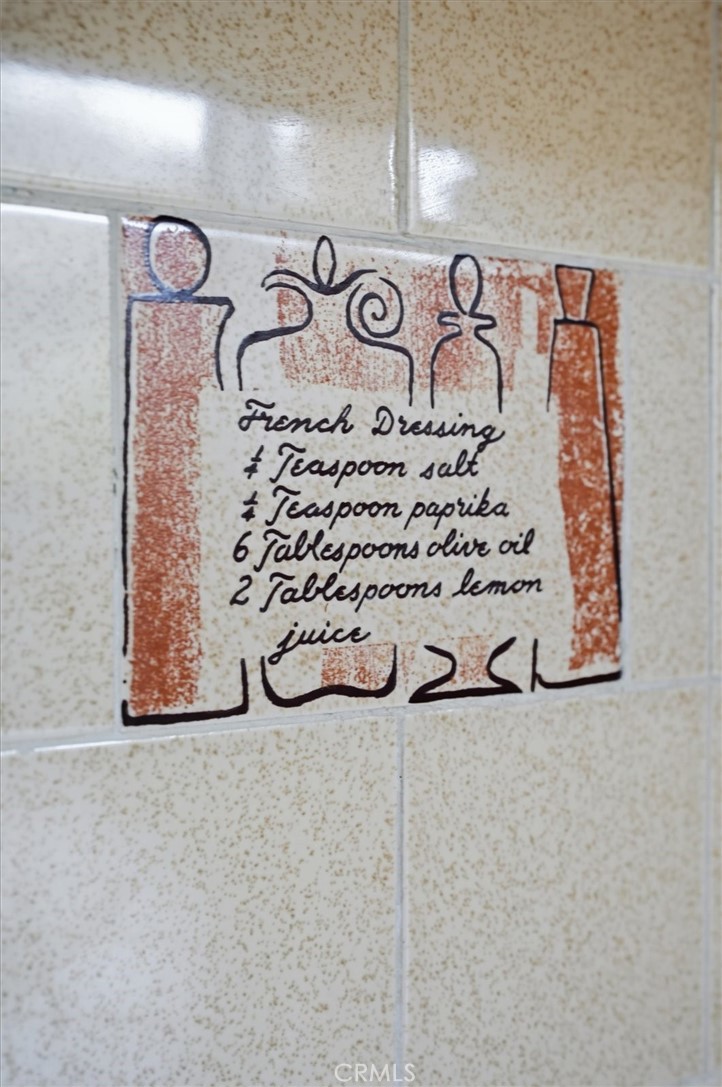 French Dressing
¼ Teaspoon salt
¼ Teaspoon paprika
6 Tablespoons olive oil
2 Tablespoons lemon
juice
CRMLS